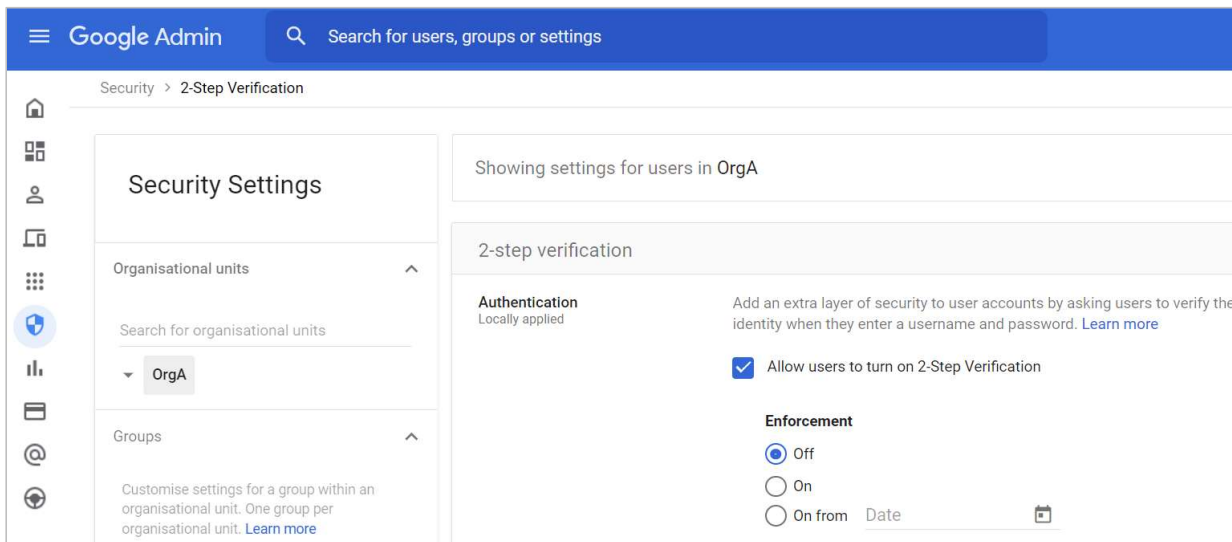 Google Admin
Search for users, groups or settings
Security > 2-Step Verification
Security Settings
Showing settings for users in OrgA
Organisational units
Search for organisational units
OrgA
Groups
Customise settings for a group within an
organisational unit. One group per
organisational unit. Learn more
2-step verification
Authentication
Locally applied
Add an extra layer of security to user accounts by asking users to verify the
identity when they enter a username and password. Learn more
Allow users to turn on 2-Step Verification
Enforcement
Off
On
On from Date